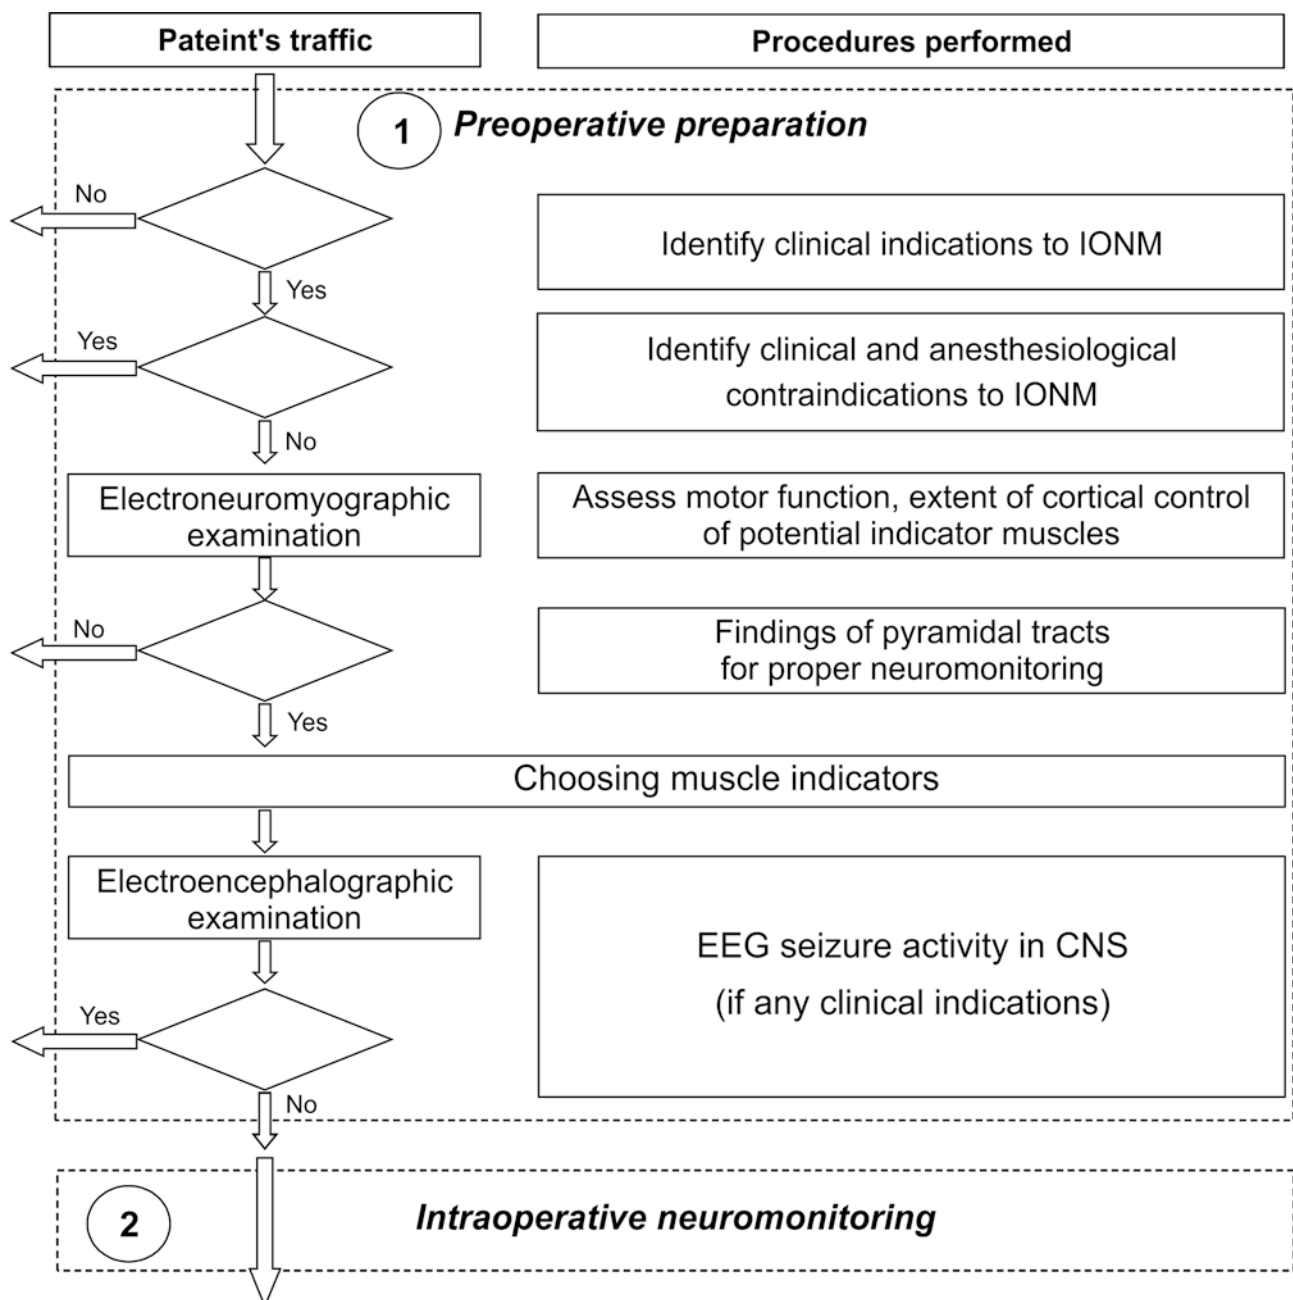 Pateint's traffic
Procedures performed
1
Preoperative preparation
No
Identify clinical indications to IONM
Yes
Yes
Identify clinical and anesthesiological
contraindications to IONM
No
Electroneuromyographic
examination
Assess motor function, extent of cortical control
of potential indicator muscles
No
Findings of pyramidal tracts
for proper neuromonitoring
Yes
Choosing muscle indicators
Electroencephalographic
examination
EEG seizure activity in CNS
(if any clinical indications)
Yes
No
2
Intraoperative neuromonitoring